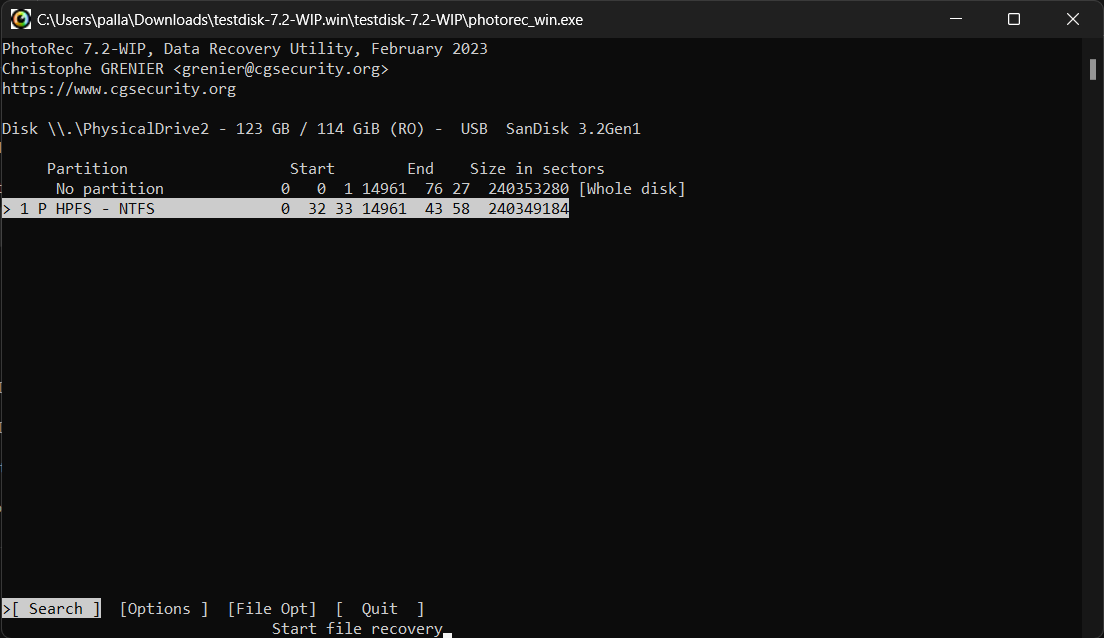 C:\Users\palla\Downloads\testdisk-7.2-WIP.win\testdisk-7.2-WIP\photorec_win.exe
PhotoRec 7.2-WIP, Data Recovery Utility, February 2023
Christophe GRENIER <grenier@cgsecurity.org>
https://www.cgsecurity.org
Disk \\.\PhysicalDrive2 - 123 GB / 114 GiB (RO) -  USB  SanDisk 3.2Gen1
     Partition                  Start        End    Size in sectors
      No partition             0   0  1 14961  76 27  240353280 [Whole disk]
> 1 P HPFS - NTFS              0  32 33 14961  43 58  240349184
>[ Search ]  [Options ]  [File Opt]  [  Quit  ]
                              Start file recovery